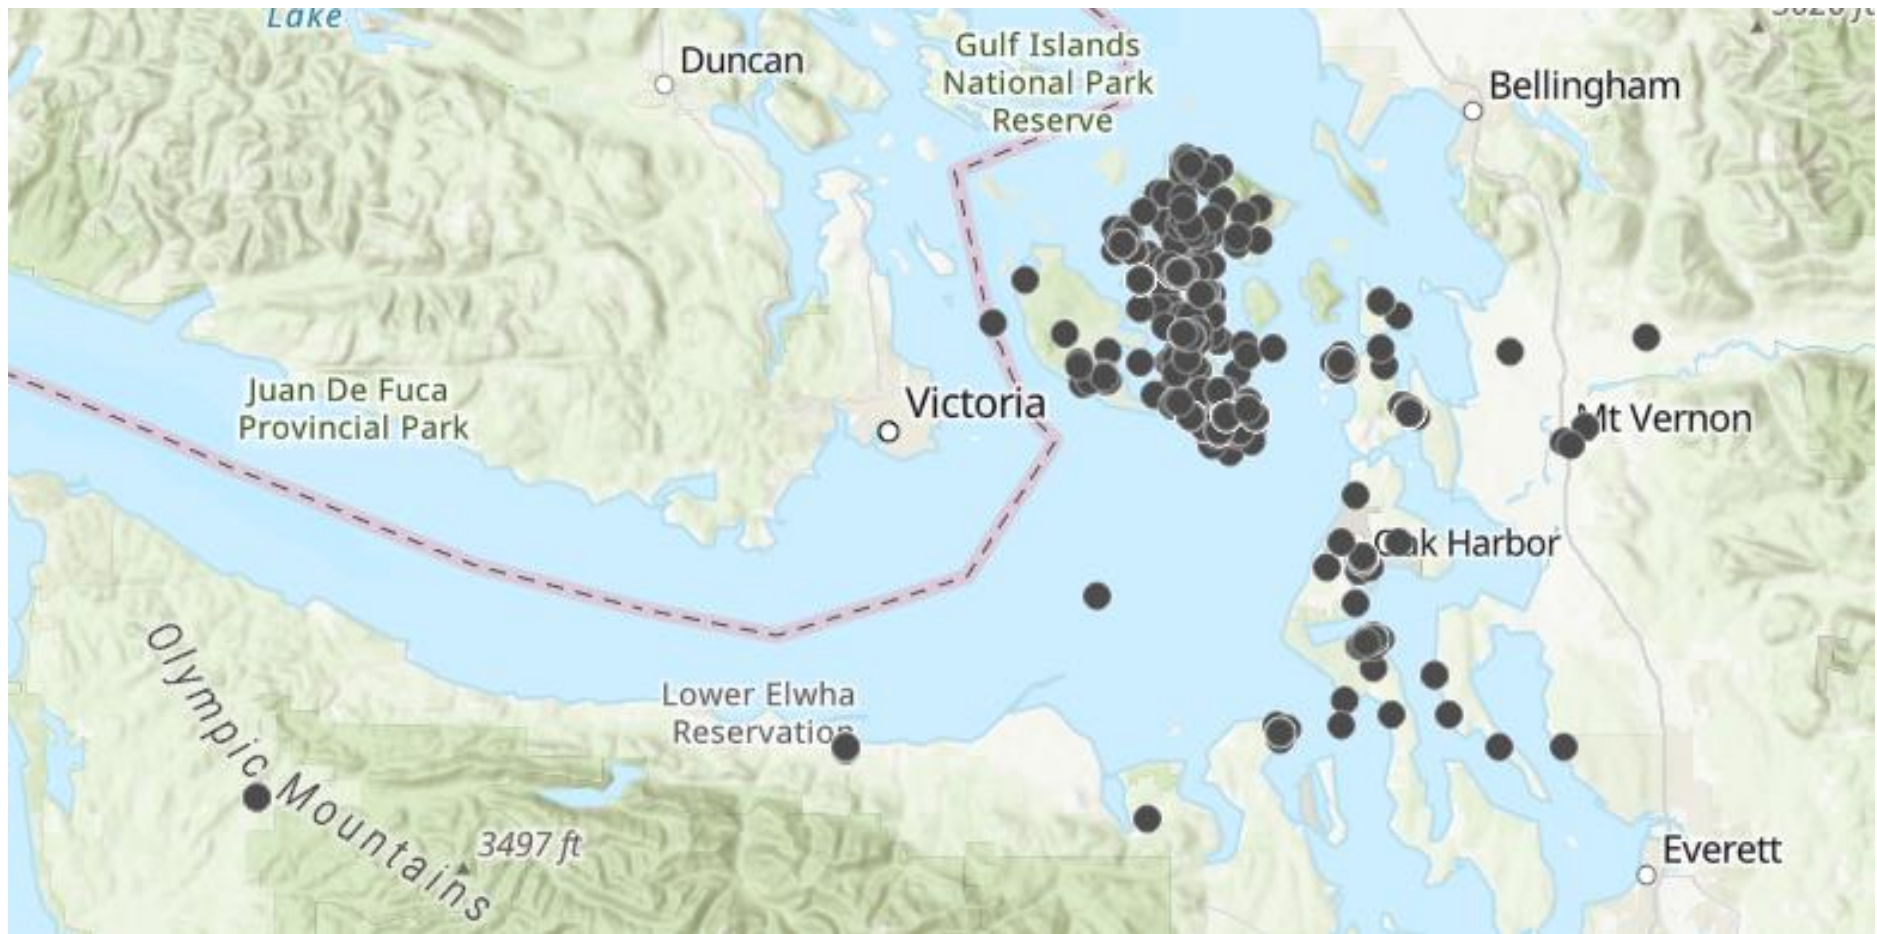 Lake
Duncan
Gulf Islands
National Park
Reserve
Bellingham
Juan De Fuca
Provincial Park
Victoria
Mt Vernon
Oak Harbor
Lower Elwha
Reservation
Olympic Mountains
3497 ft
Everett